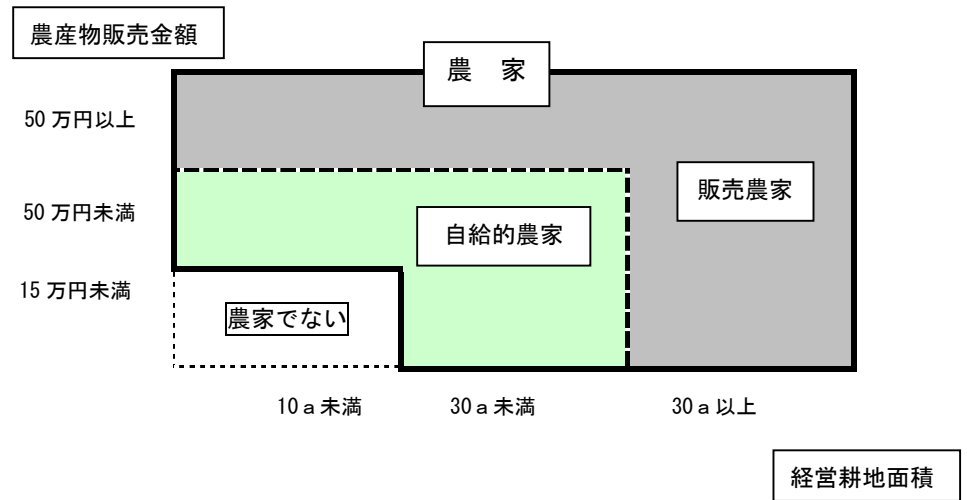 農産物販売金額
農　家
50 万円以上
販売農家
50 万円未満
自給的農家
15 万円未満
農家でない
10ａ未満
30ａ未満
30ａ以上
経営耕地面積